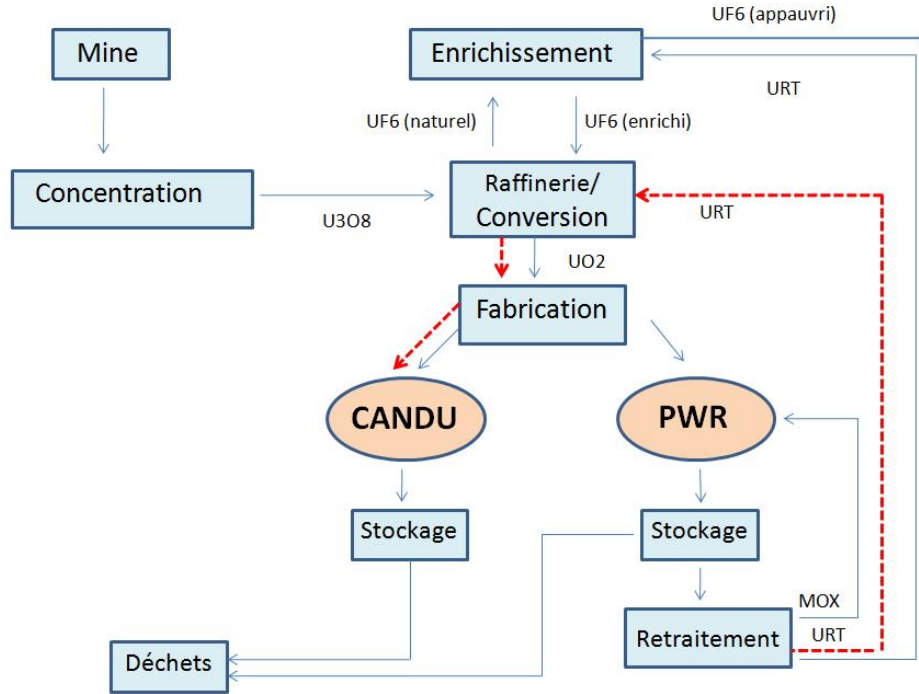 UF6 (appauvri)
Mine
Enrichissement
URT
UF6 (naturel)
UF6 (enrichi)
Concentration
Raffinerie/
Conversion
U3O8
URT
UO2
Fabrication
CANDU
PWR
Stockage
Stockage
MOX
Retraitement
URT
Déchets